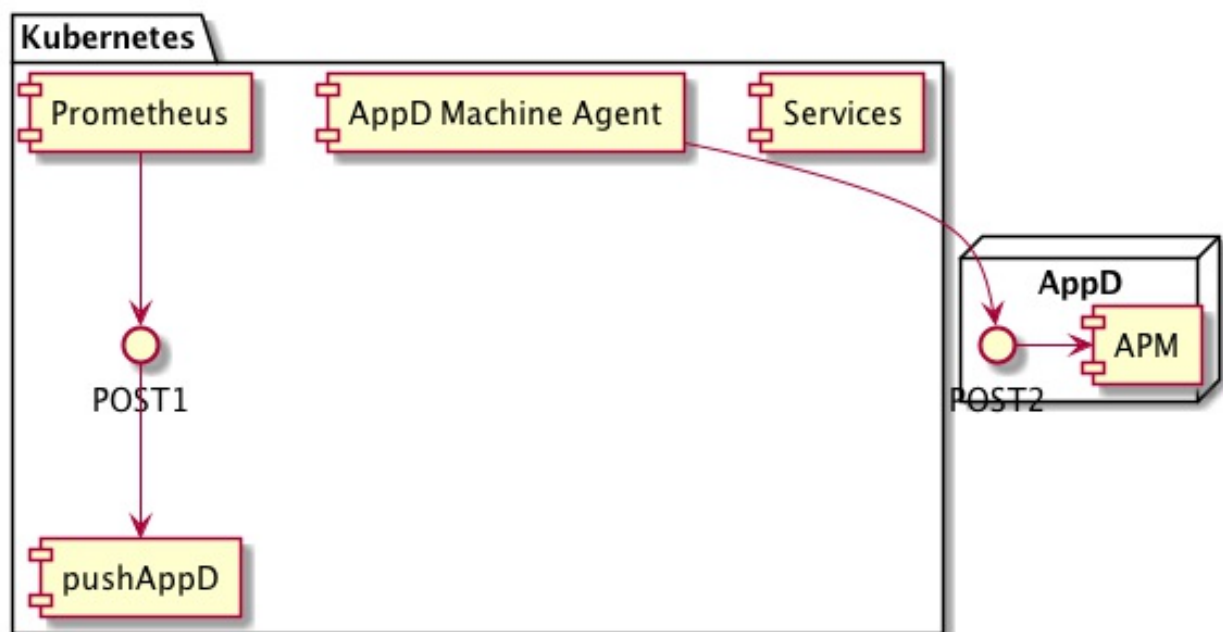 Kubernetes
Prometheus
AppD Machine Agent
Services
AppD
APM
POST1
POST2
pushAppD